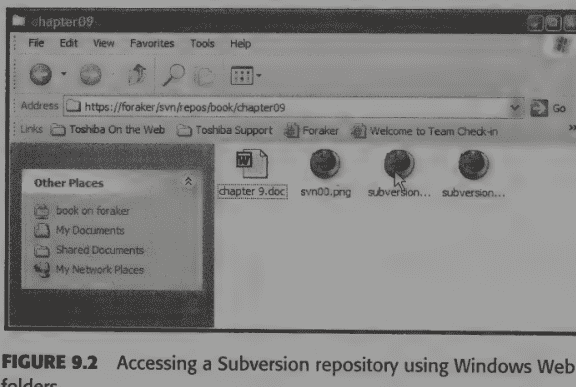 chapter09
File Edit View Favorites Tools Help
Address https://foraker/svn/repos/book/chapter09 Go
Links Toshiba On the Web Toshiba Support Foraker Welcome to Team Check-in »
Other Places
book on foraker
My Documents
Shared Documents
My Network Places
chapter 9.doc svn00.png subversion... subversion...
FIGURE 9.2 Accessing a Subversion repository using Windows Web
folders